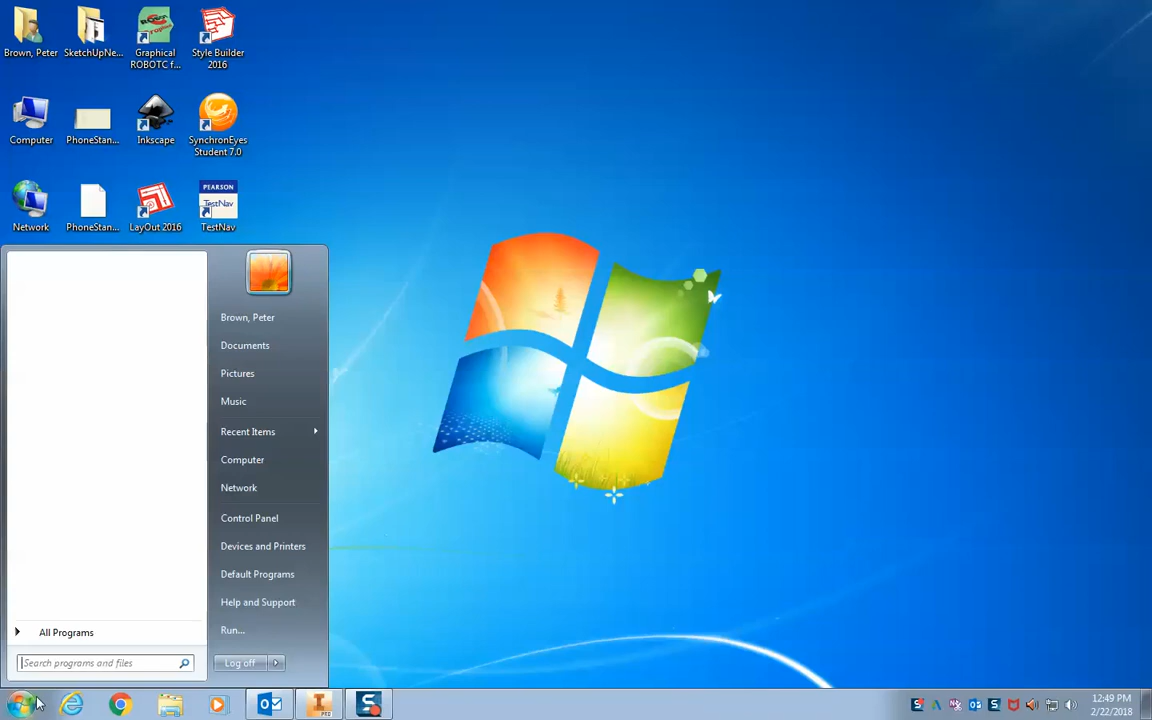 Brown, Peter
SketchUpNe...
Graphical
ROBOTC f...
Style Builder
2016
Computer
PhoneStan...
Inkscape
SynchronEyes
Student 7.0
Network
PhoneStan...
LayOut 2016
PEARSON
TestNav
TestNav
Brown, Peter
Documents
Pictures
Music
Recent Items
Computer
Network
Control Panel
Devices and Printers
Default Programs
Help and Support
Run...
All Programs
Search programs and files
Log off
12:49 PM
2/22/2018